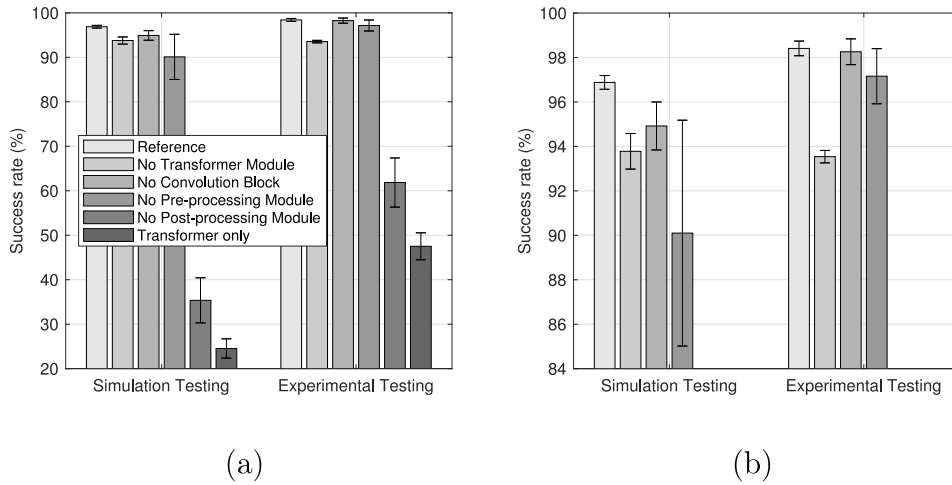 100
90
80
70
60
50
40
30
20
Success rate (%)
Reference
No Transformer Module
No Convolution Block
No Pre-processing Module
No Post-processing Module
Transformer only
Simulation Testing
Experimental Testing
(a)
100
98
96
94
92
90
88
86
84
Success rate (%)
Simulation Testing
Experimental Testing
(b)